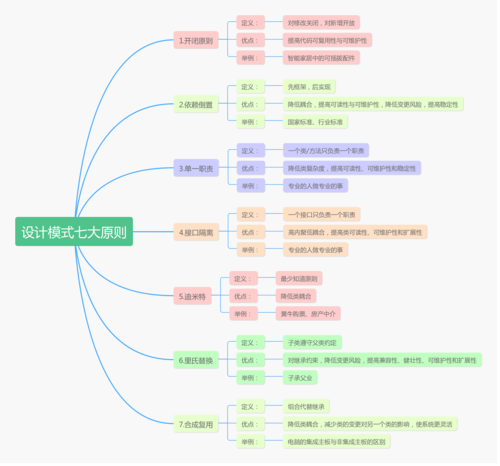 设计模式七大原则
1.开闭原则
定义：
对修改关闭，对新增开放
优点：
提高代码可复用性与可维护性
举例：
智能家居中的可插拔配件
2.依赖倒置
定义：
先框架，后实现
优点：
降低耦合，提高可读性与可维护性，降低变更风险，提高稳定性
举例：
国家标准、行业标准
3.单一职责
定义：
一个类/方法只负责一个职责
优点：
降低类复杂度，提高可读性、可维护性和稳定性
举例：
专业的人做专业的事
4.接口隔离
定义：
一个接口只负责一个职责
优点：
高内聚低耦合，提高类可读性、可维护性和扩展性
举例：
专业的人做专业的事
5.迪米特
定义：
最少知道原则
优点：
降低类耦合
举例：
黄牛购票、房产中介
6.里氏替换
定义：
子类遵守父类约定
优点：
对继承约束，降低变更风险，提高兼容性、健壮性、可维护性和扩展性
举例：
子承父业
7.合成复用
定义：
组合代替继承
优点：
降低类耦合，减少类的变更对另一个类的影响，使系统更灵活
举例：
电脑的集成主板与非集成主板的区别